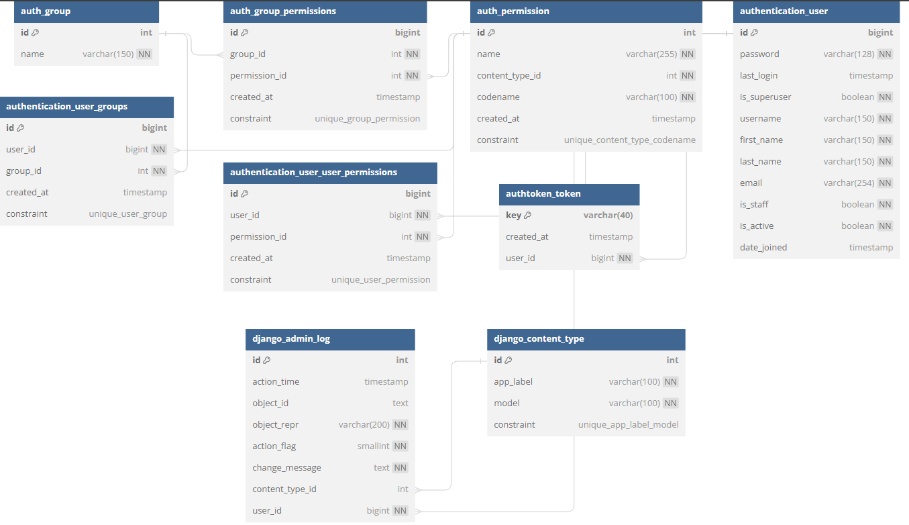 auth_group
id int
name varchar(150) NN
auth_group_permissions
id bigint
group_id int NN
permission_id int NN
created_at timestamp
constraint unique_group_permission
auth_permission
id int
name varchar(255) NN
content_type_id int NN
codename varchar(100) NN
created_at timestamp
constraint unique_content_type_codename
authentication_user
id bigint
password varchar(128) NN
last_login timestamp
is_superuser boolean NN
username varchar(150) NN
first_name varchar(150) NN
last_name varchar(150) NN
email varchar(254) NN
is_staff boolean NN
is_active boolean NN
date_joined timestamp
authentication_user_groups
id bigint
user_id bigint NN
group_id int NN
created_at timestamp
constraint unique_user_group
authentication_user_user_permissions
id bigint
user_id bigint NN
permission_id int NN
created_at timestamp
constraint unique_user_permission
authtoken_token
key varchar(40)
created_at timestamp
user_id bigint NN
django_admin_log
id int
action_time timestamp
object_id text
object_repr varchar(200) NN
action_flag smallint NN
change_message text NN
content_type_id int
user_id bigint NN
django_content_type
id int
app_label varchar(100) NN
model varchar(100) NN
constraint unique_app_label_model